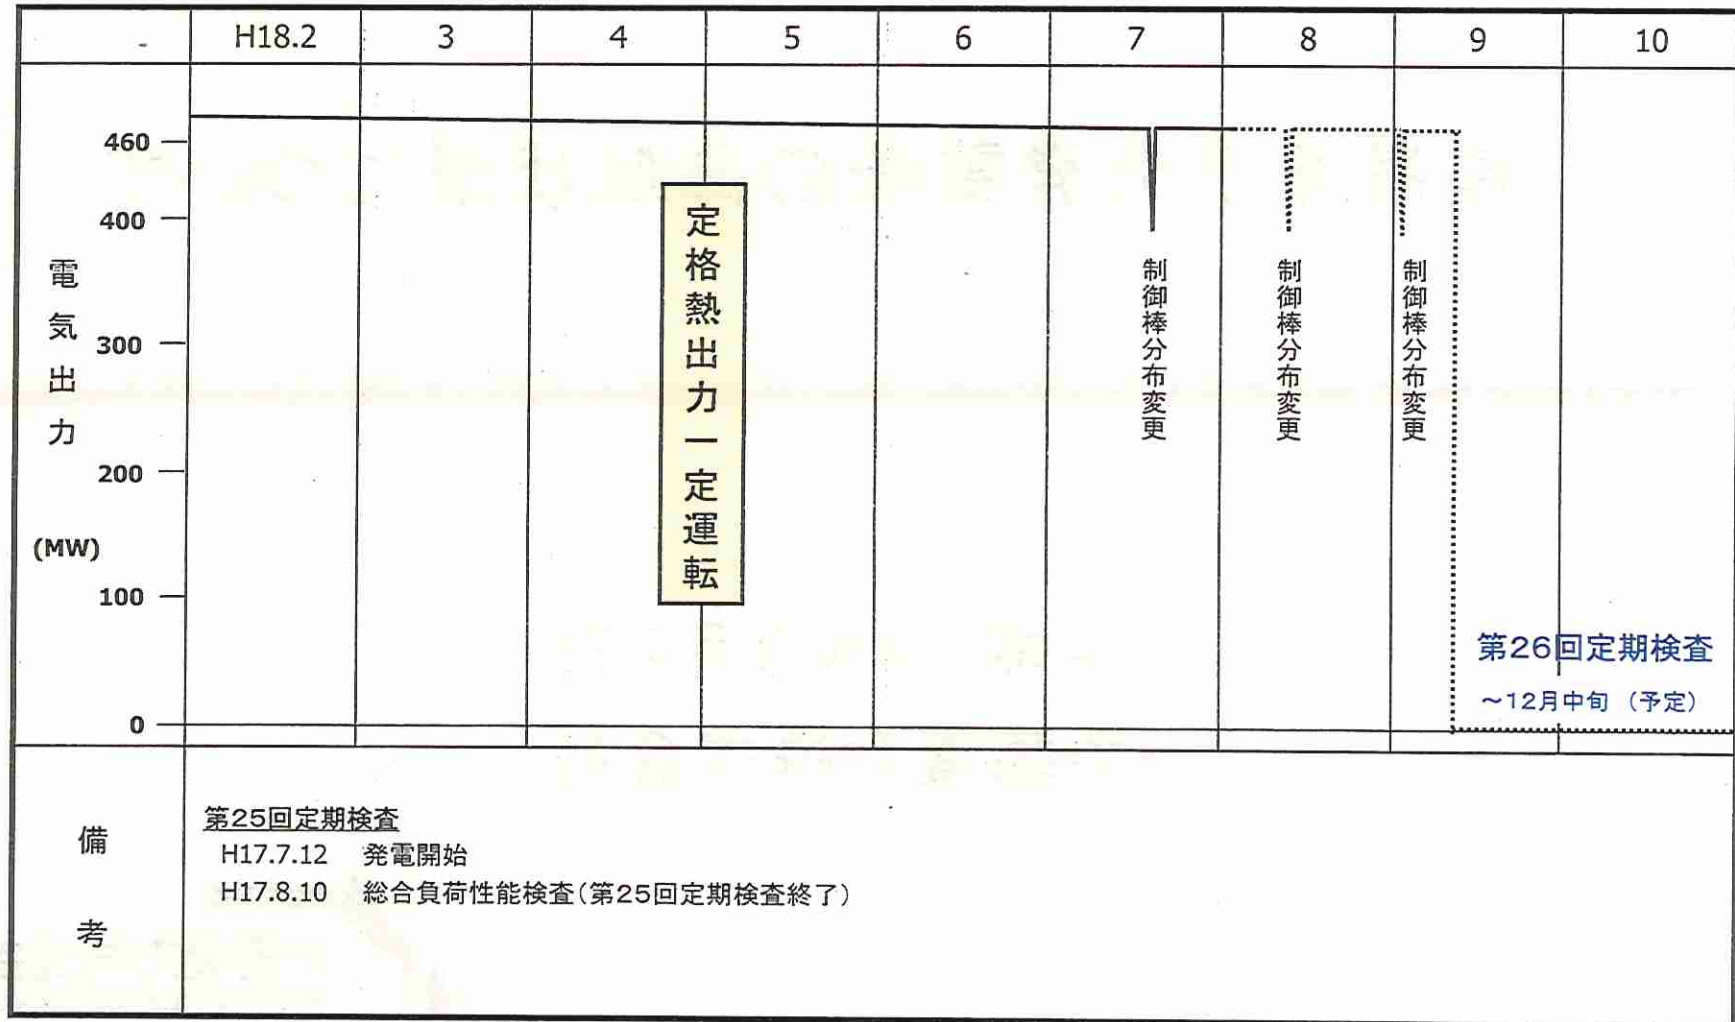 H18.2 3 4 5 6 7 8 9 10
電気出力
(MW)
460
400
300
200
100
0
定格熱出力一定運転
制御棒分布変更
制御棒分布変更
制御棒分布変更
第26回定期検査
～12月中旬 （予定）
備考
第25回定期検査
H17.7.12 発電開始
H17.8.10 総合負荷性能検査（第25回定期検査終了）